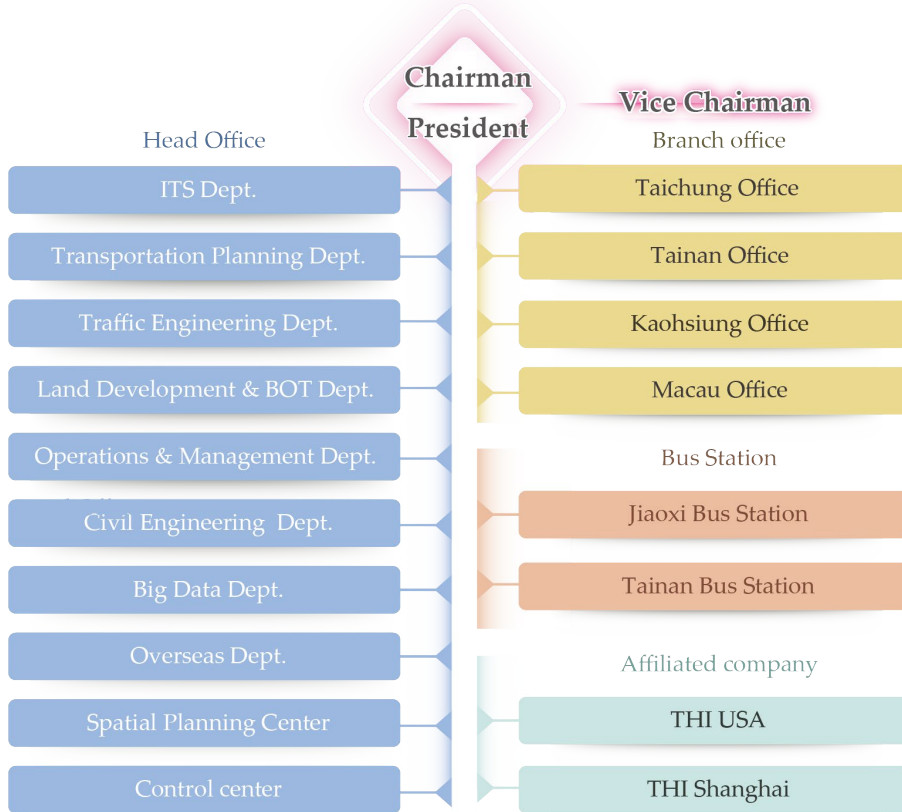 Chairman
President
Vice Chairman
Head Office
ITS Dept.
Transportation Planning Dept.
Traffic Engineering Dept.
Land Development & BOT Dept.
Operations & Management Dept.
Civil Engineering Dept.
Big Data Dept.
Overseas Dept.
Spatial Planning Center
Control center
Branch office
Taichung Office
Tainan Office
Kaohsiung Office
Macau Office
Bus Station
Jiaoxi Bus Station
Tainan Bus Station
Affiliated company
THI USA
THI Shanghai